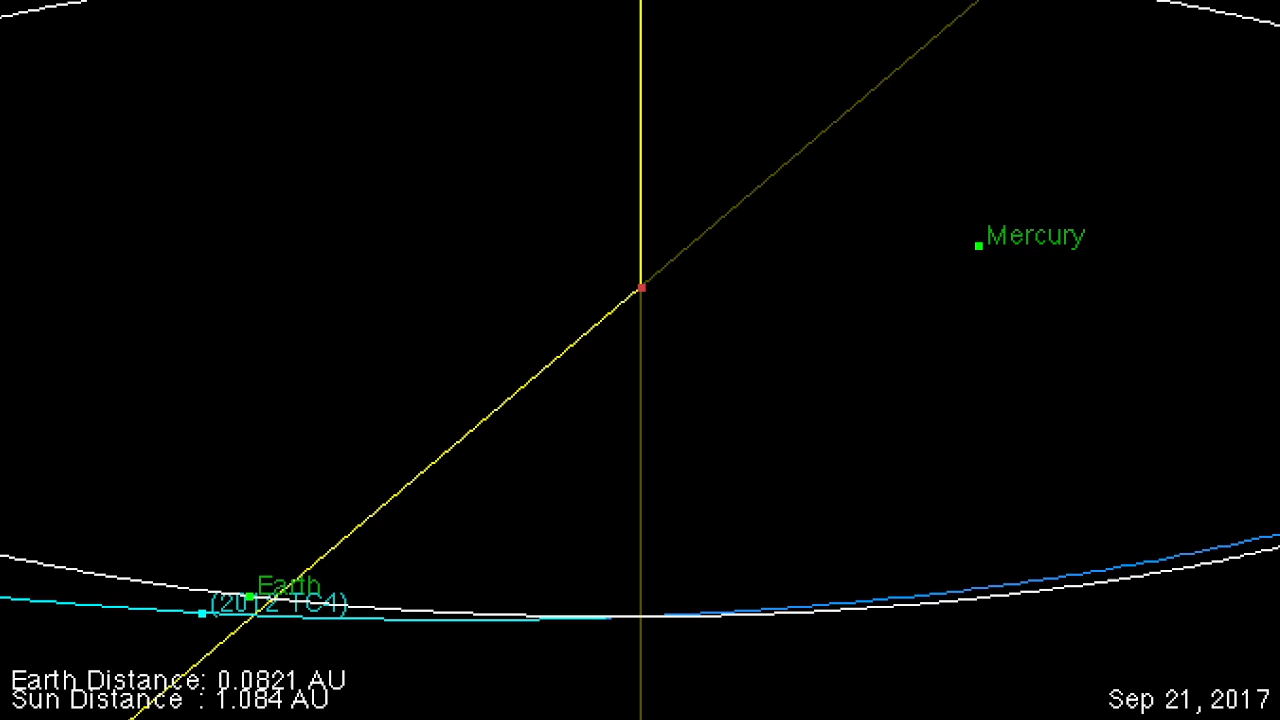 Mercury
Earth
(2012 TC4)
Earth Distance: 0.0821 AU
Sun Distance : 1.084 AU
Sep 21, 2017